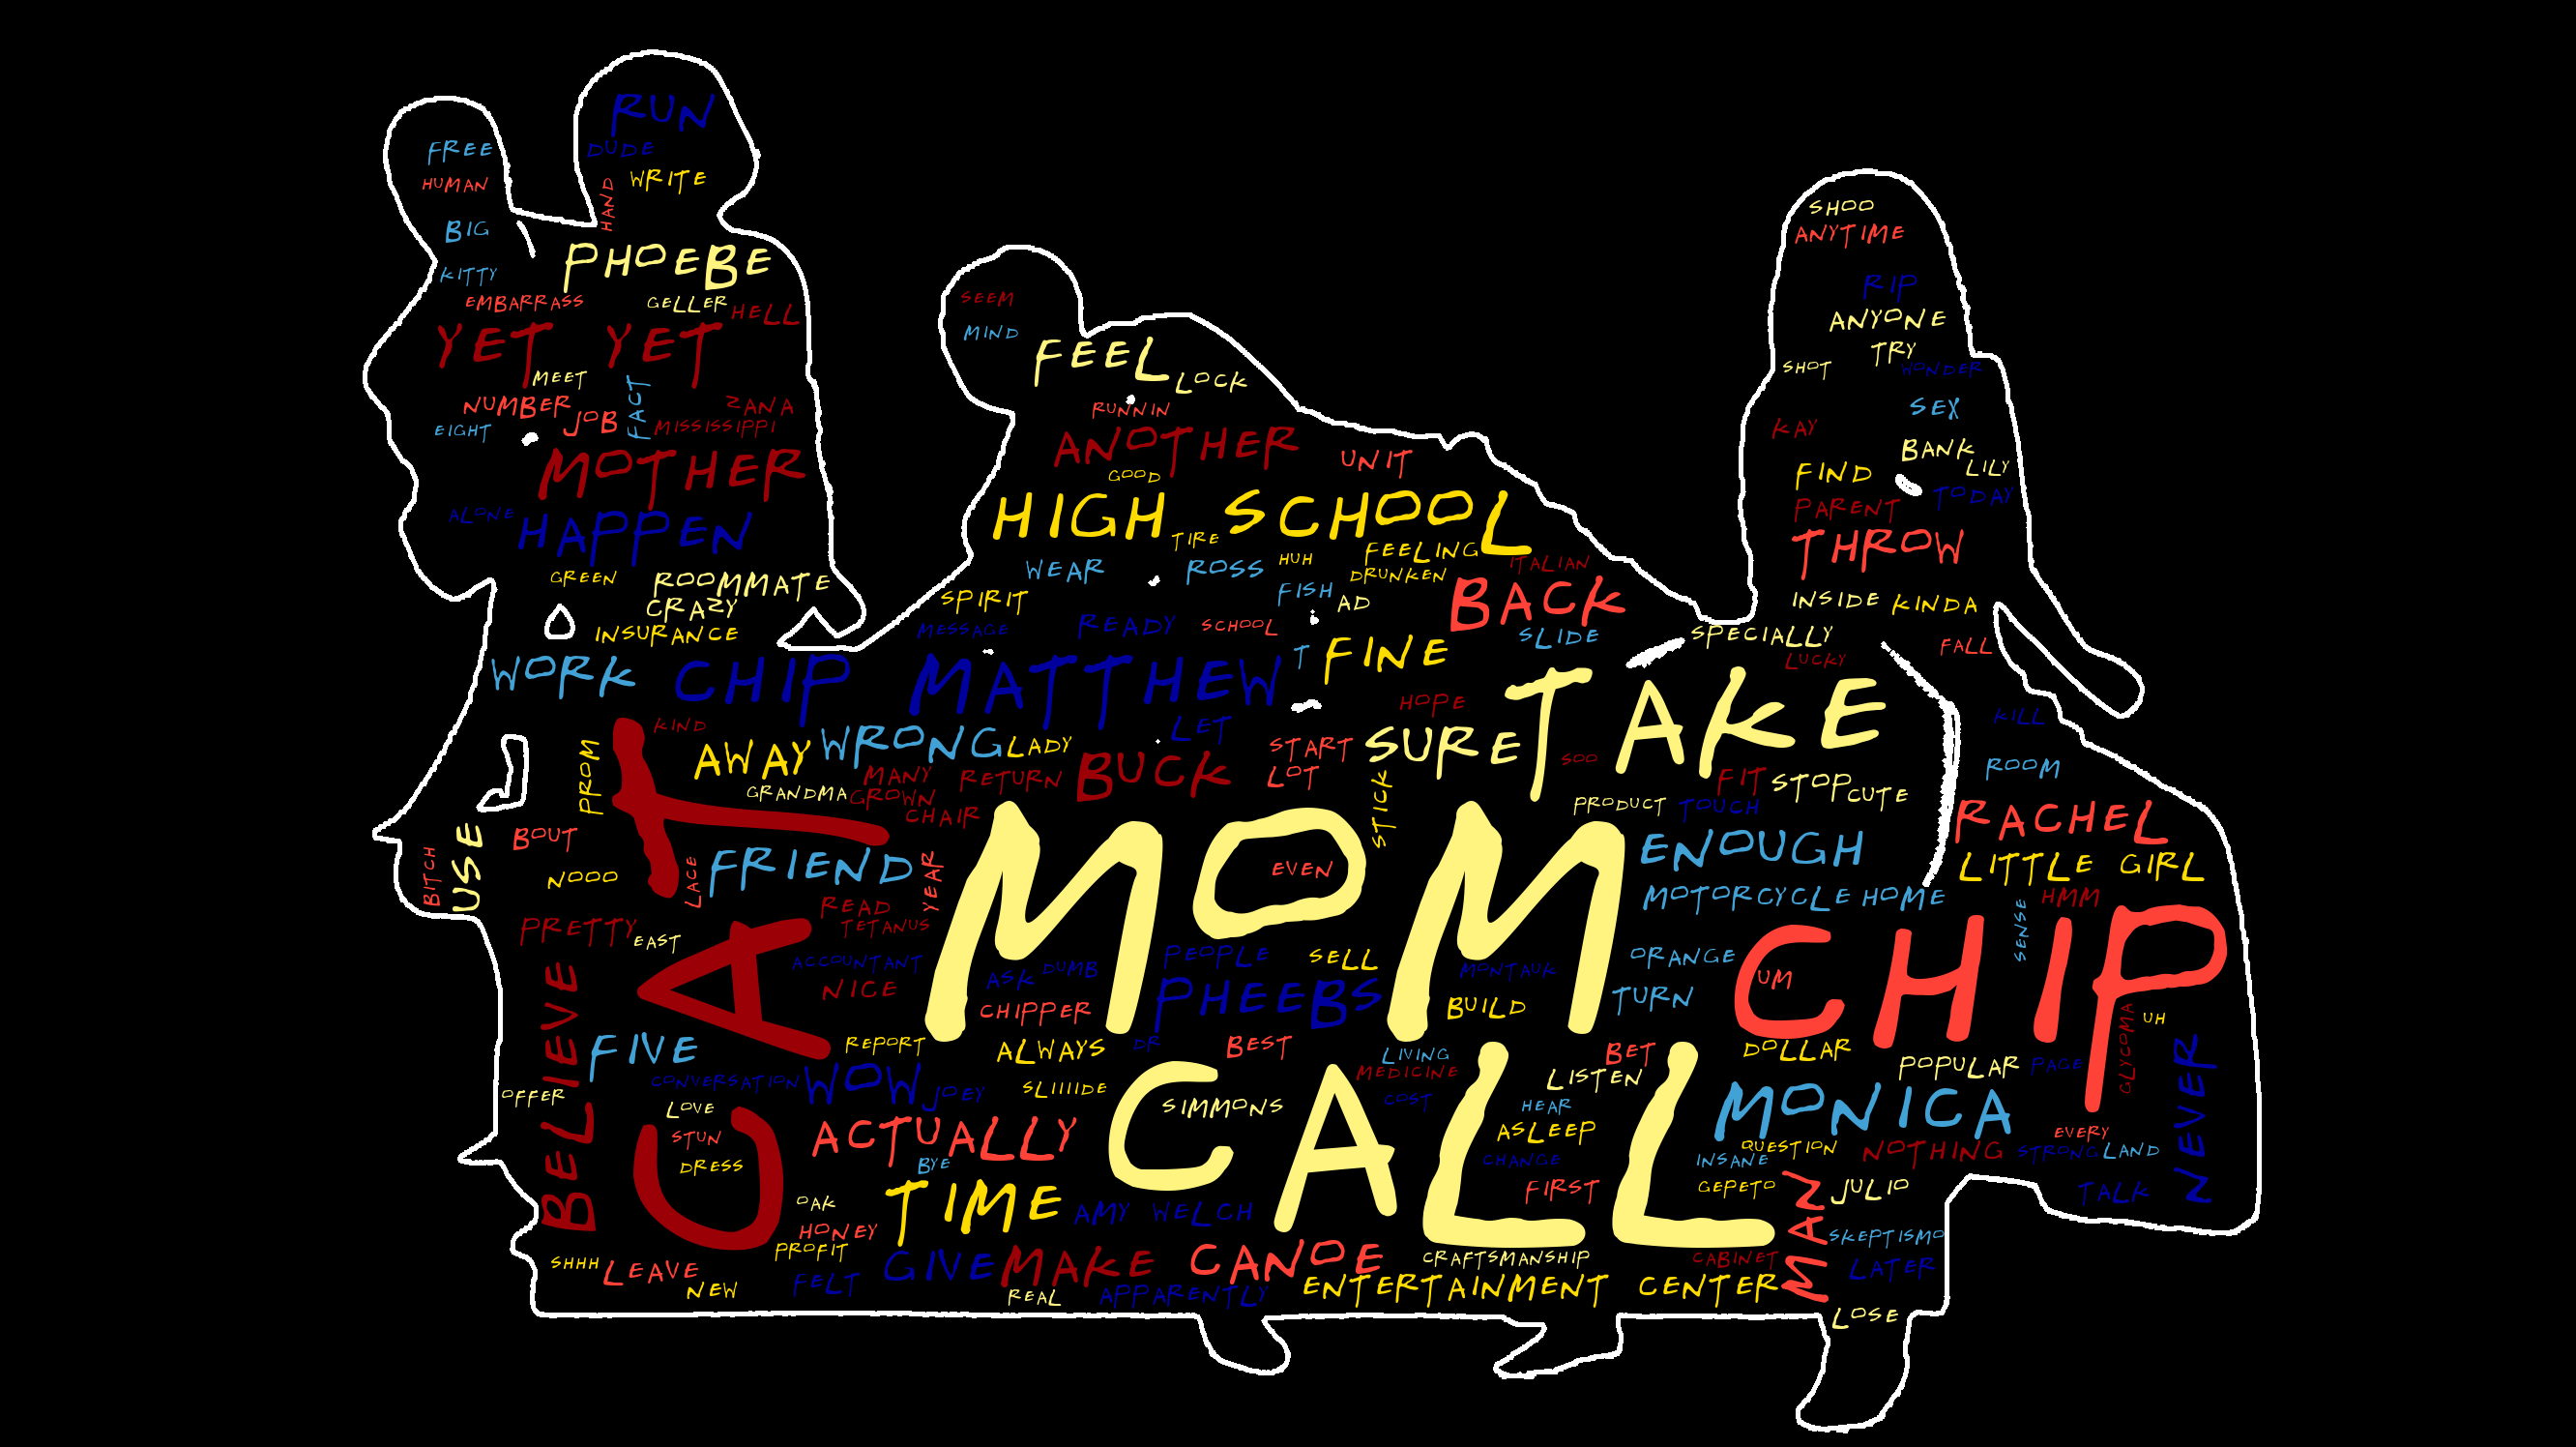 RUN
FREE DUDE
HUMAN HAND WRITE
BIG
KITTY PHOEBE
EMBARRASS GELLER HELL
YET YET
MEET
NUMBER JOB FACT ZANA
EIGHT MISSISSIPPI
MOTHER
ALONE HAPPEN
GREEN ROOMMATE
CRAZY
INSURANCE
SHOO
ANYTIME
RIP
ANYONE
TRY
SHOT WONDER
SEX
KAY
BANK
FIND LILY
PARENT TODAY
THROW
INSIDE KINDA
SPECIALLY FALL
LUCKY
SEEM
MIND FEEL
LOCK
RUNNIN
ANOTHER UNIT
GOOD
HIGH SCHOOL
TIRE HUH FEELING ITALIAN
WEAR ROSS DRUNKEN
SPIRIT FISH AD BACK
MESSAGE READY SCHOOL SLIDE
WORK CHIP MATTHEW T FINE
KIND LET HOPE TAKE
PROM AWAY WRONG LADY START SURE SOO KILL
MANY RETURN BUCK LOT FIT STOP ROOM
GRANDMA GROWN STICK PRODUCT TOUCH CUTE
CHAIR RACHEL
BITCH USE BOUT CAT FRIEND MOM EVEN ENOUGH LITTLE GIRL
NOOO LACE YEAR MOTORCYCLE HOME HMM
READ
PRETTY EAST TETANUS SENSE
ACCOUNTANT ASK DUMB PEOPLE SELL MONTAUK ORANGE CHIP
NICE UM
BELIEVE CHIPPER PHEEBS BUILD TURN
FIVE REPORT ALWAYS DR BEST LIVING BET DOLLAR UH
CONVERSATION WOW JOEY SLIIIIDE MEDICINE LISTEN POPULAR PAGE GLYCOMA NEVER
OFFER LOVE CALL SIMMONS COST HEAR MONICA
STUN ACTUALLY ASLEEP QUESTION EVERY
DRESS BYE CHANGE INSANE NOTHING STRONG LAND
OAK TIME AMY WELCH FIRST GEPETO JULIO TALK
HONEY MAN SKEPTISMO
SHHH LEAVE PROFIT GIVE MAKE CANOE CRAFTSMANSHIP CABINET LATER
NEW FELT REAL APPARENTLY ENTERTAINMENT CENTER
LOSE